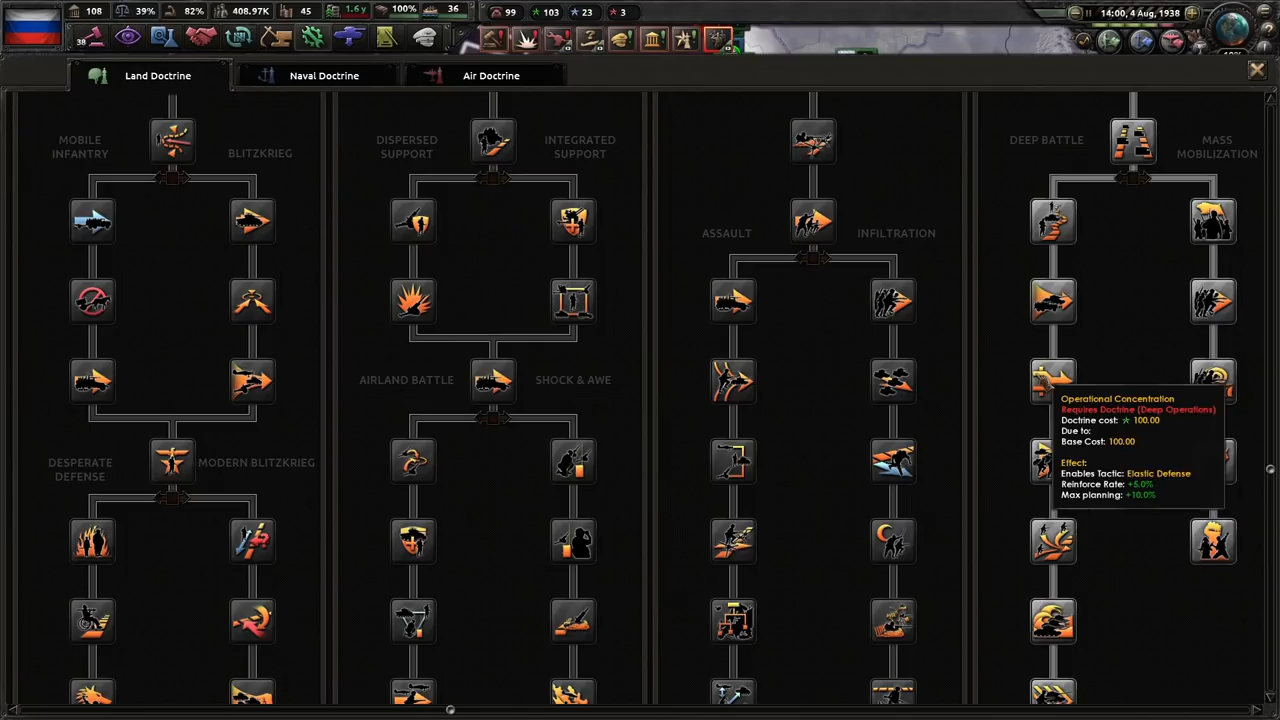 108 39% 82% 408.97K 45 1.6y 100% 36 99 103 23 3 14:00, 4 Aug, 1938
38
Land Doctrine Naval Doctrine Air Doctrine
MOBILE INFANTRY
BLITZKRIEG
DISPERSED SUPPORT
INTEGRATED SUPPORT
DEEP BATTLE
MASS MOBILIZATION
ASSAULT
INFILTRATION
AIRLAND BATTLE
SHOCK & AWE
Operational Concentration
Requires Doctrine (Deep Operations)
Doctrine cost: 100.00
Due to:
Base Cost: 100.00
Effect:
Enables Tactic: Elastic Defense
Reinforce Rate: +5.0%
Max planning: +10.0%
DESPERATE DEFENSE
MODERN BLITZKRIEG